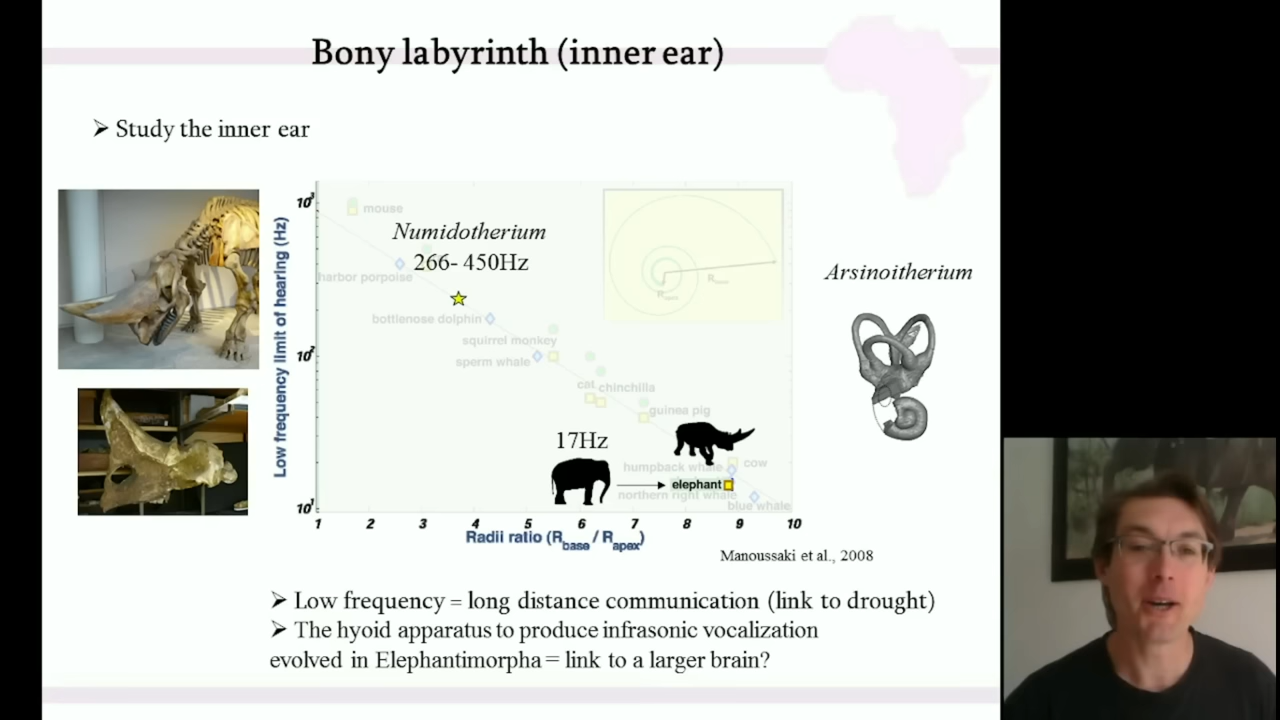 Bony labyrinth (inner ear)
➢ Study the inner ear
Low frequency limit of hearing (Hz)
10³
10²
10¹
mouse
Numidotherium
266- 450Hz
harbor porpoise
bottlenose dolphin
squirrel monkey
sperm whale
cat
chinchilla
guinea pig
17Hz
humpback whale
cow
elephant
northern right whale
blue whale
1 2 3 4 5 6 7 8 9 10
Radii ratio (Rbase / Rapex)
Arsinoitherium
Manoussaki et al., 2008
➢ Low frequency = long distance communication (link to drought)
➢ The hyoid apparatus to produce infrasonic vocalization
evolved in Elephantimorpha = link to a larger brain?